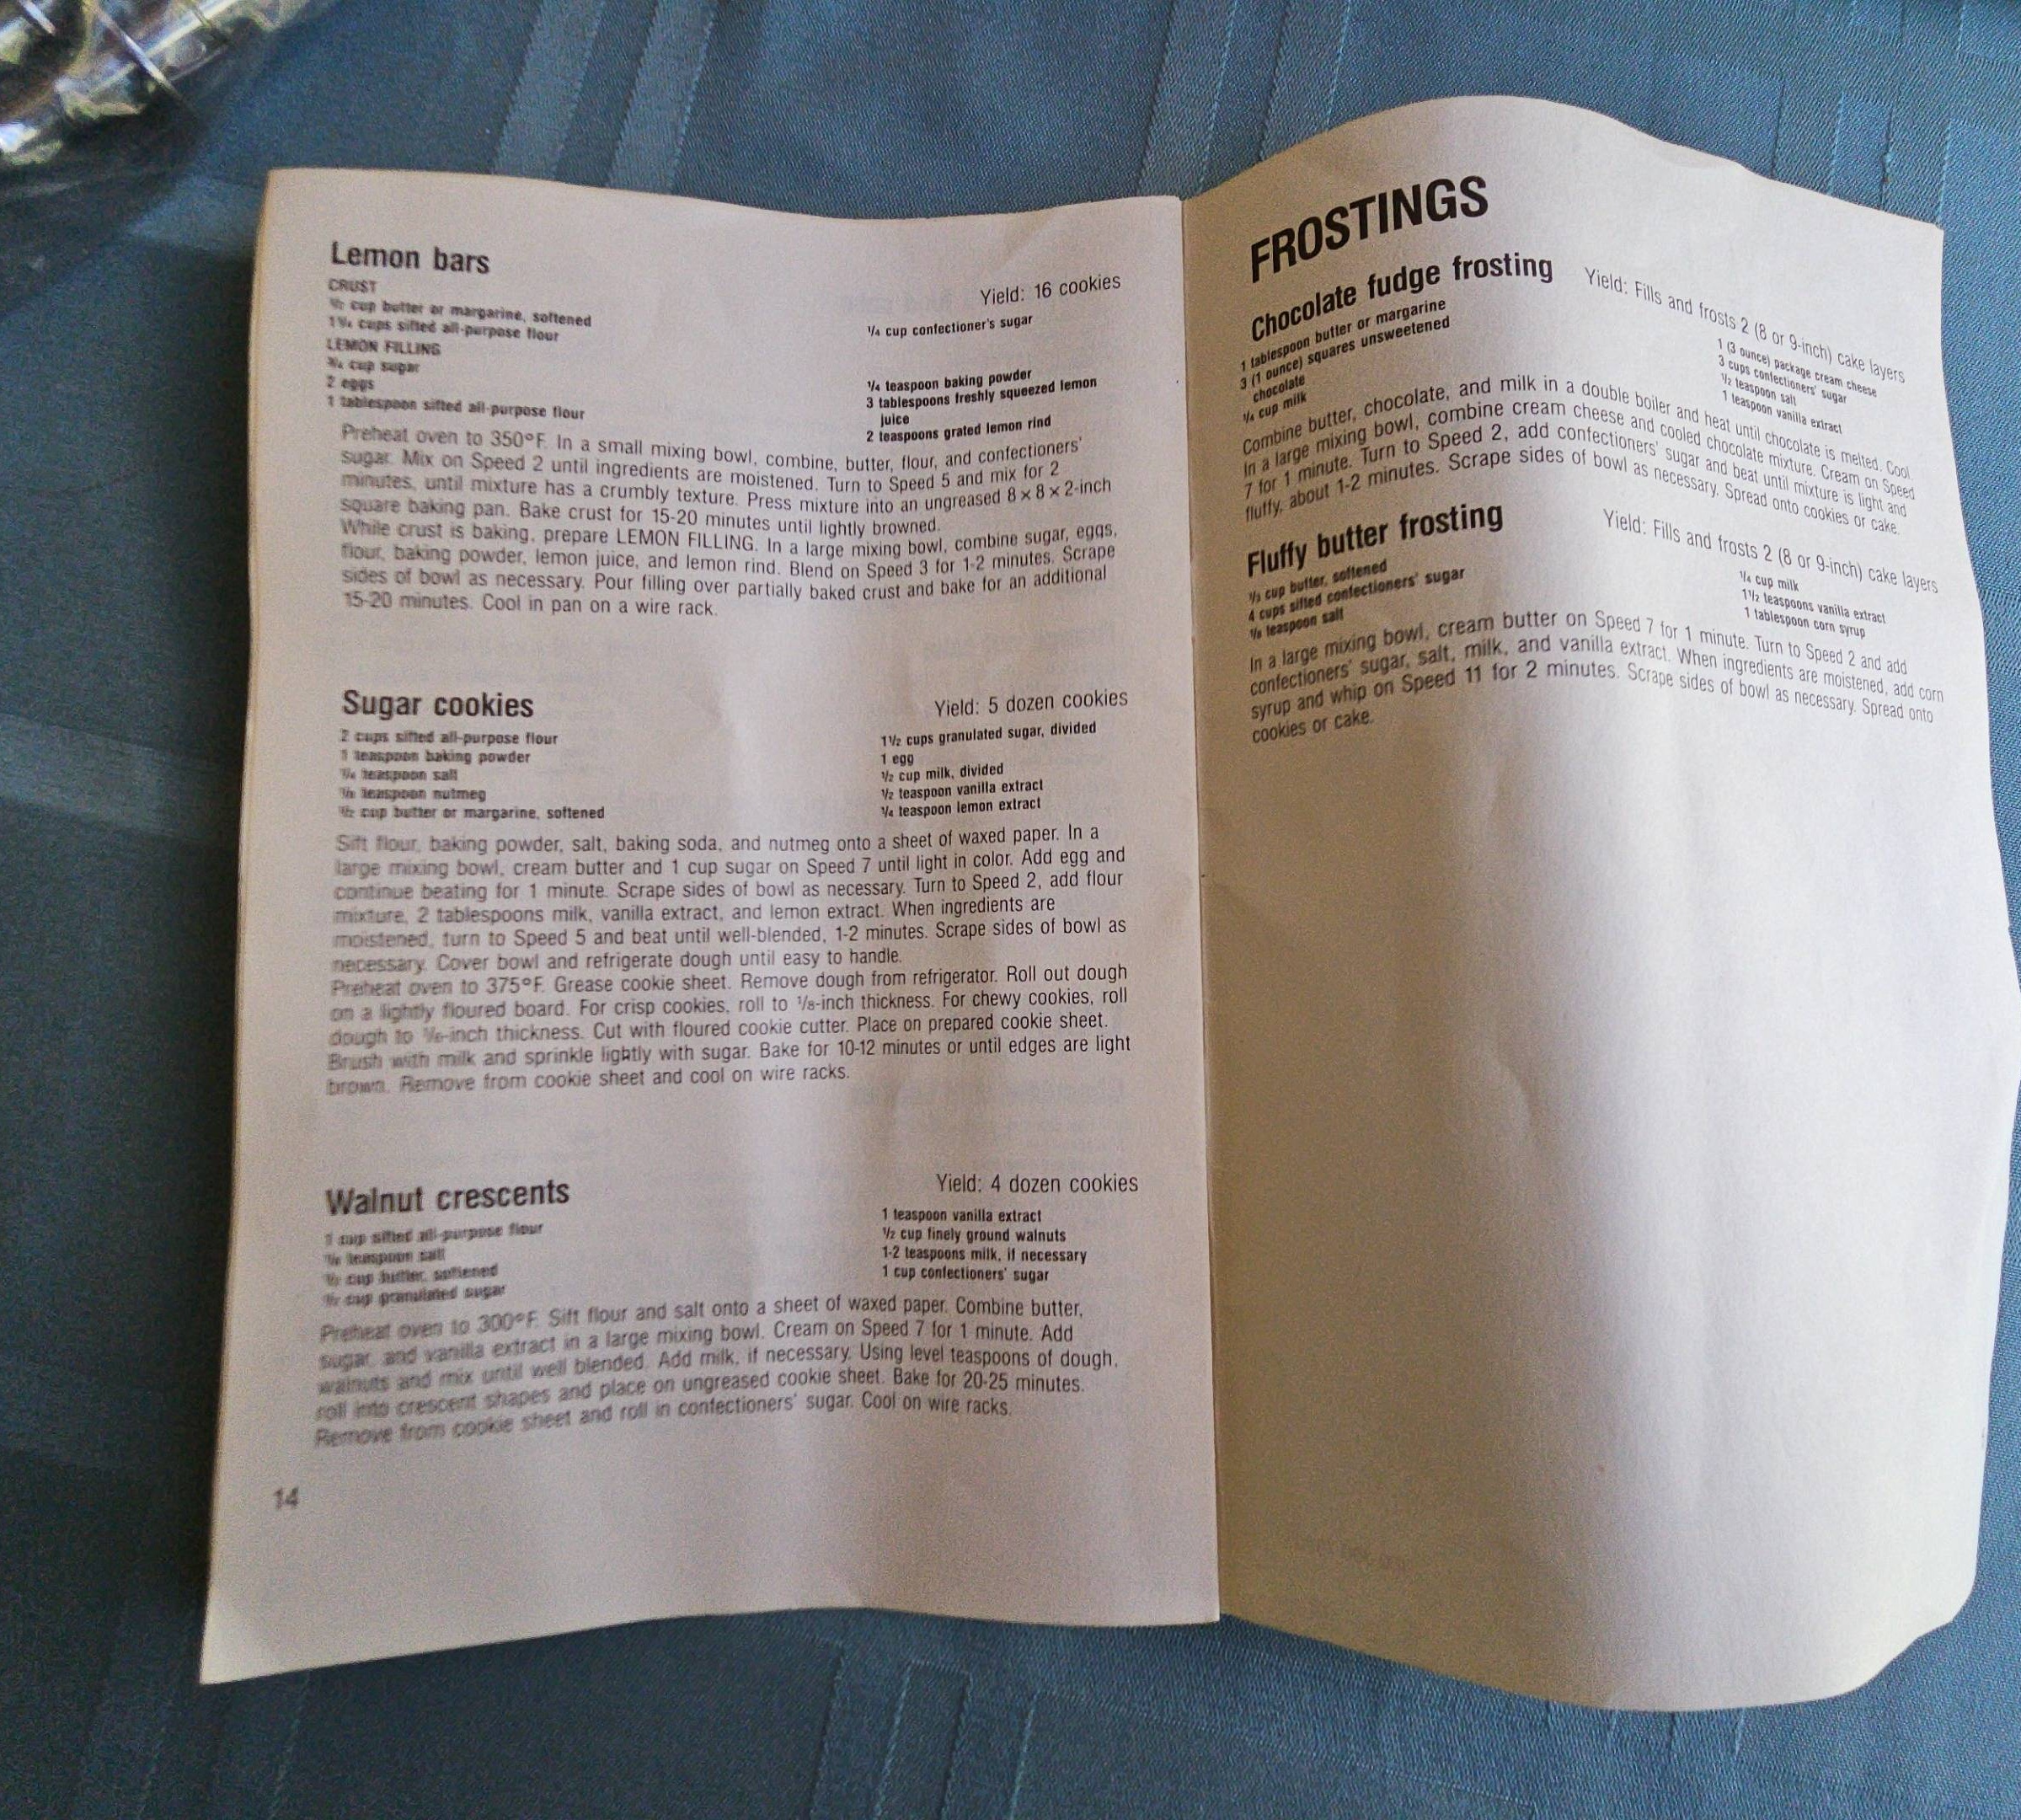 Lemon bars
Yield: 16 cookies
CRUST
½ cup butter or margarine, softened
1¼ cups sifted all-purpose flour
¼ cup confectioner's sugar
LEMON FILLING
¾ cup sugar
2 eggs
1 tablespoon sifted all-purpose flour
¼ teaspoon baking powder
3 tablespoons freshly squeezed lemon
juice
2 teaspoons grated lemon rind
Preheat oven to 350°F. In a small mixing bowl, combine, butter, flour, and confectioners'
sugar. Mix on Speed 2 until ingredients are moistened. Turn to Speed 5 and mix for 2
minutes, until mixture has a crumbly texture. Press mixture into an ungreased 8 × 8 × 2-inch
square baking pan. Bake crust for 15-20 minutes until lightly browned.
While crust is baking, prepare LEMON FILLING. In a large mixing bowl, combine sugar, eggs,
flour, baking powder, lemon juice, and lemon rind. Blend on Speed 3 for 1-2 minutes. Scrape
sides of bowl as necessary. Pour filling over partially baked crust and bake for an additional
15-20 minutes. Cool in pan on a wire rack.
Sugar cookies
Yield: 5 dozen cookies
2 cups sifted all-purpose flour
1 teaspoon baking powder
teaspoon salt
teaspoon nutmeg
½ cup butter or margarine, softened
1½ cups granulated sugar, divided
1 egg
½ cup milk, divided
½ teaspoon vanilla extract
¼ teaspoon lemon extract
Sift flour, baking powder, salt, baking soda, and nutmeg onto a sheet of waxed paper. In a
large mixing bowl, cream butter and 1 cup sugar on Speed 7 until light in color. Add egg and
continue beating for 1 minute. Scrape sides of bowl as necessary. Turn to Speed 2, add flour
mixture, 2 tablespoons milk, vanilla extract, and lemon extract. When ingredients are
moistened, turn to Speed 5 and beat until well-blended, 1-2 minutes. Scrape sides of bowl as
necessary. Cover bowl and refrigerate dough until easy to handle.
Preheat oven to 375°F. Grease cookie sheet. Remove dough from refrigerator. Roll out dough
on a lightly floured board. For crisp cookies, roll to ⅛-inch thickness. For chewy cookies, roll
dough to -inch thickness. Cut with floured cookie cutter. Place on prepared cookie sheet.
Brush with milk and sprinkle lightly with sugar. Bake for 10-12 minutes or until edges are light
brown. Remove from cookie sheet and cool on wire racks.
Walnut crescents
Yield: 4 dozen cookies
1 cup sifted all-purpose flour
teaspoon salt
cup butter, softened
cup granulated sugar
1 teaspoon vanilla extract
½ cup finely ground walnuts
1-2 teaspoons milk, if necessary
1 cup confectioners' sugar
Preheat oven to 300°F. Sift flour and salt onto a sheet of waxed paper. Combine butter,
sugar, and vanilla extract in a large mixing bowl. Cream on Speed 7 for 1 minute. Add
walnuts and mix until well blended. Add milk, if necessary. Using level teaspoons of dough,
roll into crescent shapes and place on ungreased cookie sheet. Bake for 20-25 minutes.
Remove from cookie sheet and roll in confectioners' sugar. Cool on wire racks.
14
FROSTINGS
Chocolate fudge frosting
Yield: Fills and frosts 2 (8 or 9-inch) cake layers
1 tablespoon butter or margarine
3 (1 ounce) squares unsweetened
chocolate
¼ cup milk
1 (3 ounce) package cream cheese
3 cups confectioners' sugar
½ teaspoon salt
1 teaspoon vanilla extract
Combine butter, chocolate, and milk in a double boiler and heat until chocolate is melted. Cool.
In a large mixing bowl, combine cream cheese and cooled chocolate mixture. Cream on Speed
7 for 1 minute. Turn to Speed 2, add confectioners' sugar and beat until mixture is light and
fluffy, about 1-2 minutes. Scrape sides of bowl as necessary. Spread onto cookies or cake.
Fluffy butter frosting
Yield: Fills and frosts 2 (8 or 9-inch) cake layers
⅓ cup butter, softened
4 cups sifted confectioners' sugar
⅛ teaspoon salt
¼ cup milk
1½ teaspoons vanilla extract
1 tablespoon corn syrup
In a large mixing bowl, cream butter on Speed 7 for 1 minute. Turn to Speed 2 and add
confectioners' sugar, salt, milk, and vanilla extract. When ingredients are moistened, add corn
syrup and whip on Speed 11 for 2 minutes. Scrape sides of bowl as necessary. Spread onto
cookies or cake.